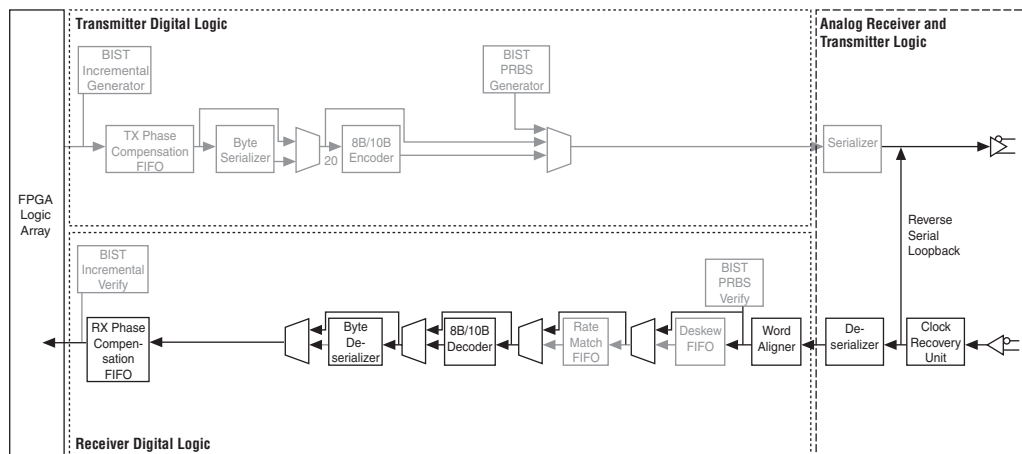 Transmitter Digital Logic
Analog Receiver and
Transmitter Logic
BIST
Incremental
Generator
BIST
PRBS
Generator
TX Phase
Compensation
FIFO
Byte
Serializer
20
8B/10B
Encoder
Serializer
FPGA
Logic
Array
Reverse
Serial
Loopback
BIST
Incremental
Verify
BIST
PRBS
Verify
RX Phase
Compen-
sation
FIFO
Byte
De-
serializer
8B/10B
Decoder
Rate
Match
FIFO
Deskew
FIFO
Word
Aligner
De-
serializer
Clock
Recovery
Unit
Receiver Digital Logic